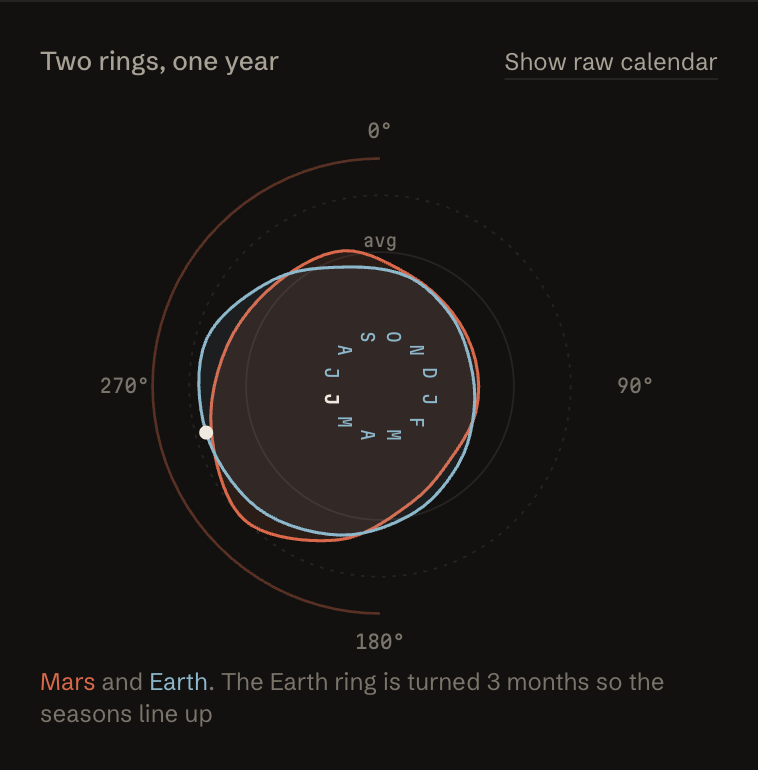 Two rings, one year
Show raw calendar
0°
avg
S O
A N
J D
270°
90°
J J
M F
A M
180°
Mars and Earth. The Earth ring is turned 3 months so the
seasons line up